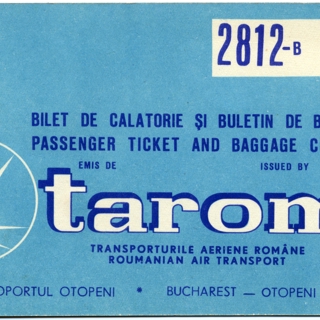 2812-B
BILET DE CALATORIE ŞI BULETIN DE B
PASSENGER TICKET AND BAGGAGE C
EMIS DE ISSUED BY
tarom
TRANSPORTURILE AERIENE ROMÂNE
ROUMANIAN AIR TRANSPORT
OPORTUL OTOPENI • BUCHAREST — OTOPENI